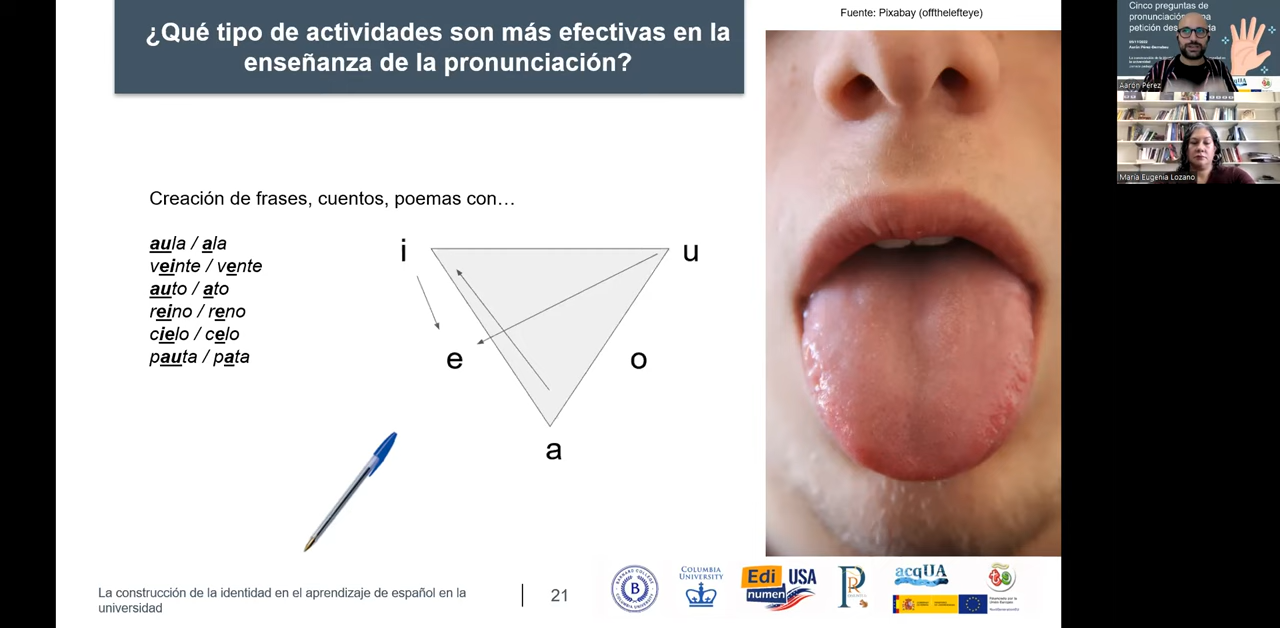 ¿Qué tipo de actividades son más efectivas en la
enseñanza de la pronunciación?
Fuente: Pixabay (offthelefteye)
Creación de frases, cuentos, poemas con…
aula / ala
veinte / vente
auto / ato
reino / reno
cielo / celo
pauta / pata
i
u
e
o
a
La construcción de la identidad en el aprendizaje de español en la
universidad
21
B
COLUMBIA
UNIVERSITY
Edi
numen
USA
acqUA
Cinco preguntas de
pronunciación
petición
Aarón Pérez
María Eugenia Lozano